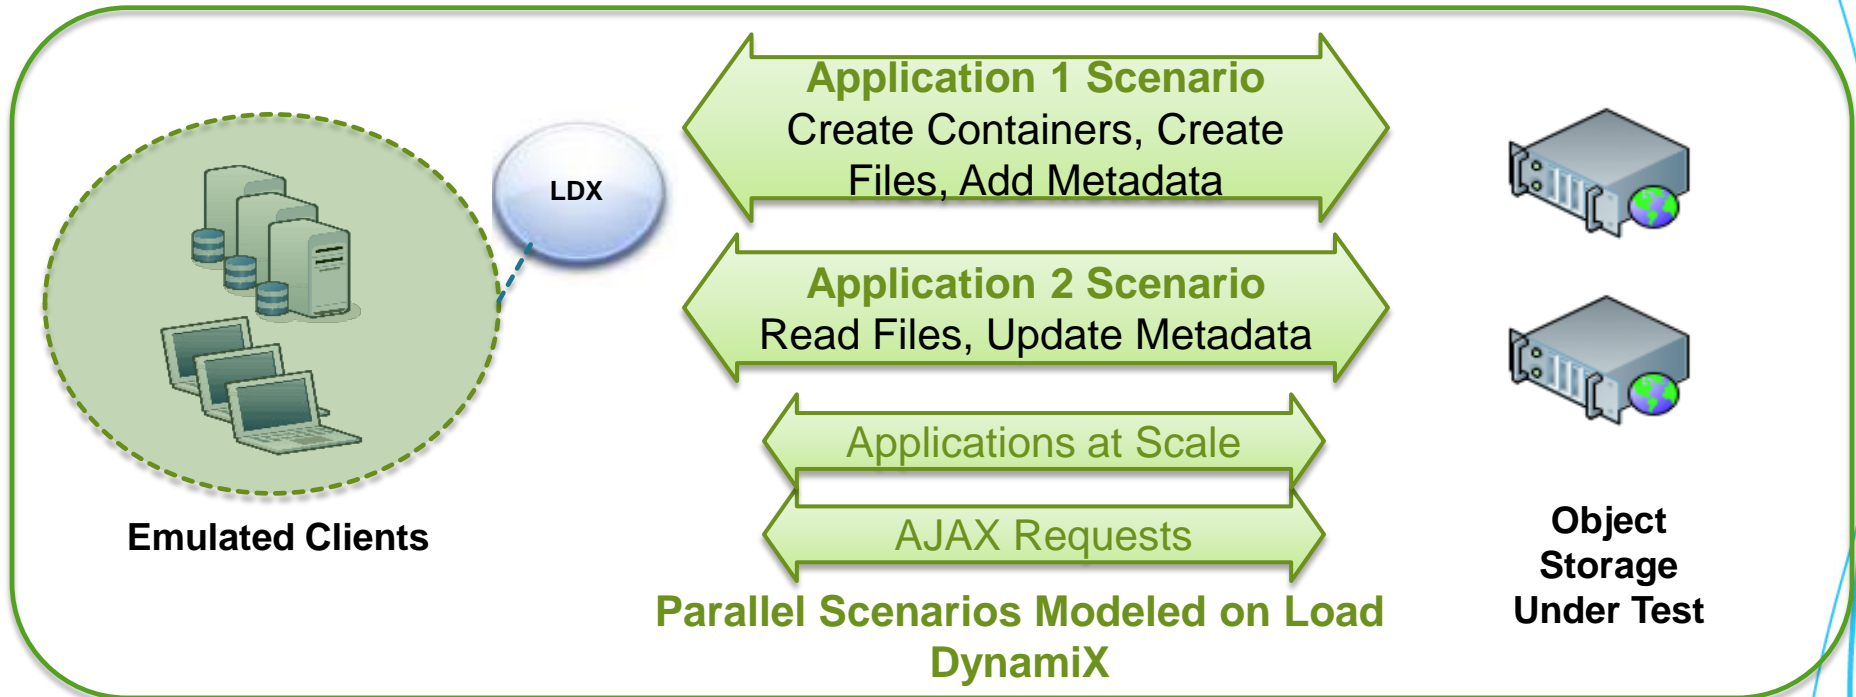 Application 1 Scenario
Create Containers, Create
Files, Add Metadata
LDX
Application 2 Scenario
Read Files, Update Metadata
Applications at Scale
AJAX Requests
Emulated Clients
Object
Storage
Under Test
Parallel Scenarios Modeled on Load
DynamiX